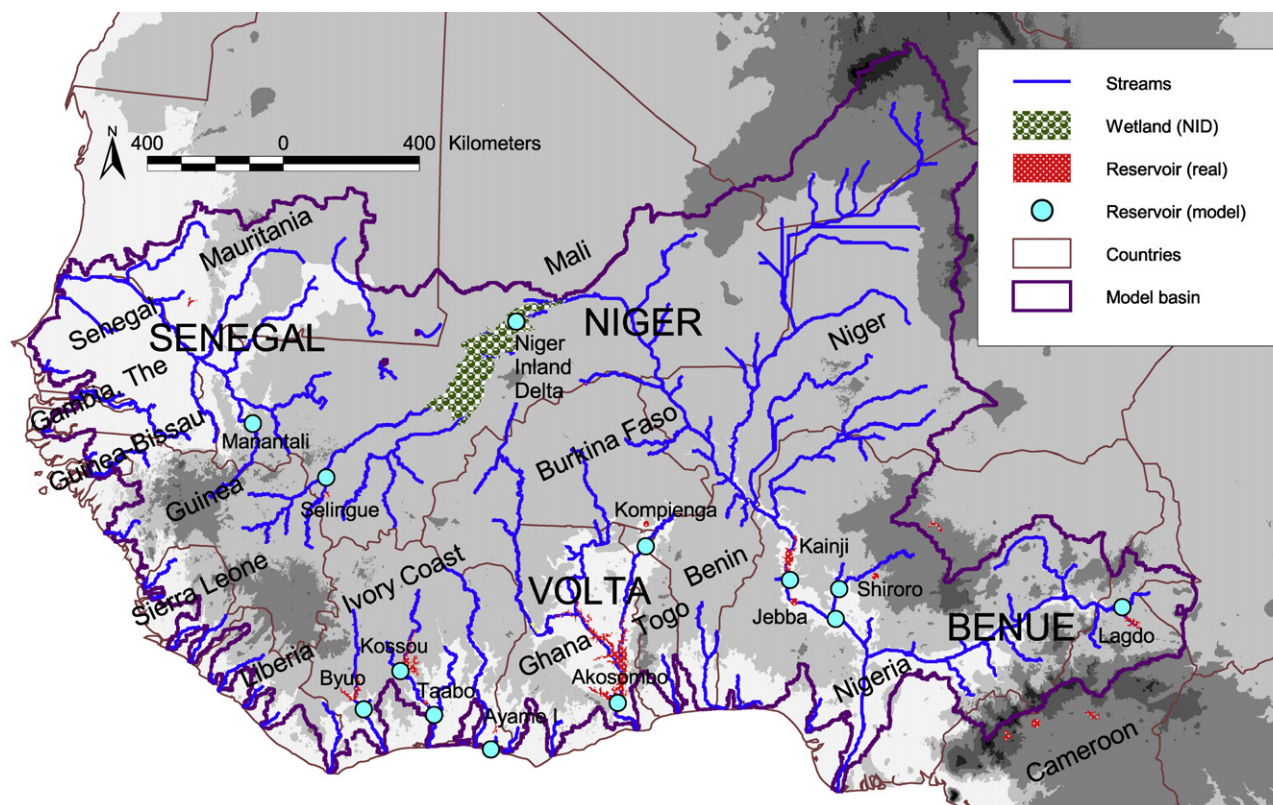 Streams
Wetland (NID)
Reservoir (real)
Reservoir (model)
Countries
Model basin
N
400 0 400 Kilometers
Mauritania
Mali
Senegal
SENEGAL
NIGER
Niger
Niger
Inland
Delta
Gambia, The
Guinea-Bissau
Manantali
Burkina Faso
Guinea
Selingue
Kompienga
Kainji
Benin
Shiroro
Sierra Leone
Ivory Coast
VOLTA
Togo
Jebba
BENUE
Lagdo
Liberia
Kossou
Ghana
Nigeria
Byuo
Taabo
Akosombo
Ayame I
Cameroon